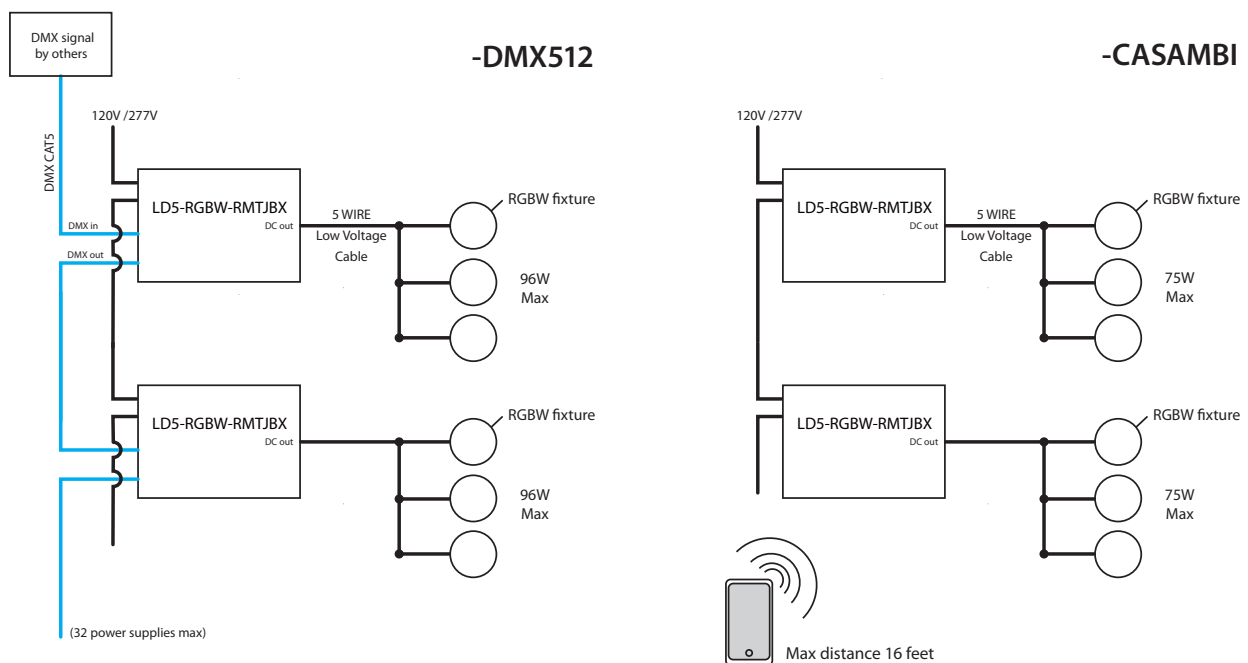 DMX signal
by others
-DMX512
120V /277V
DMX CAT5
LD5-RGBW-RMTJBX
DC out
DMX in
DMX out
5 WIRE
Low Voltage
Cable
RGBW fixture
96W
Max
LD5-RGBW-RMTJBX
DC out
RGBW fixture
96W
Max
(32 power supplies max)
-CASAMBI
120V /277V
LD5-RGBW-RMTJBX
DC out
5 WIRE
Low Voltage
Cable
RGBW fixture
75W
Max
LD5-RGBW-RMTJBX
DC out
RGBW fixture
75W
Max
Max distance 16 feet